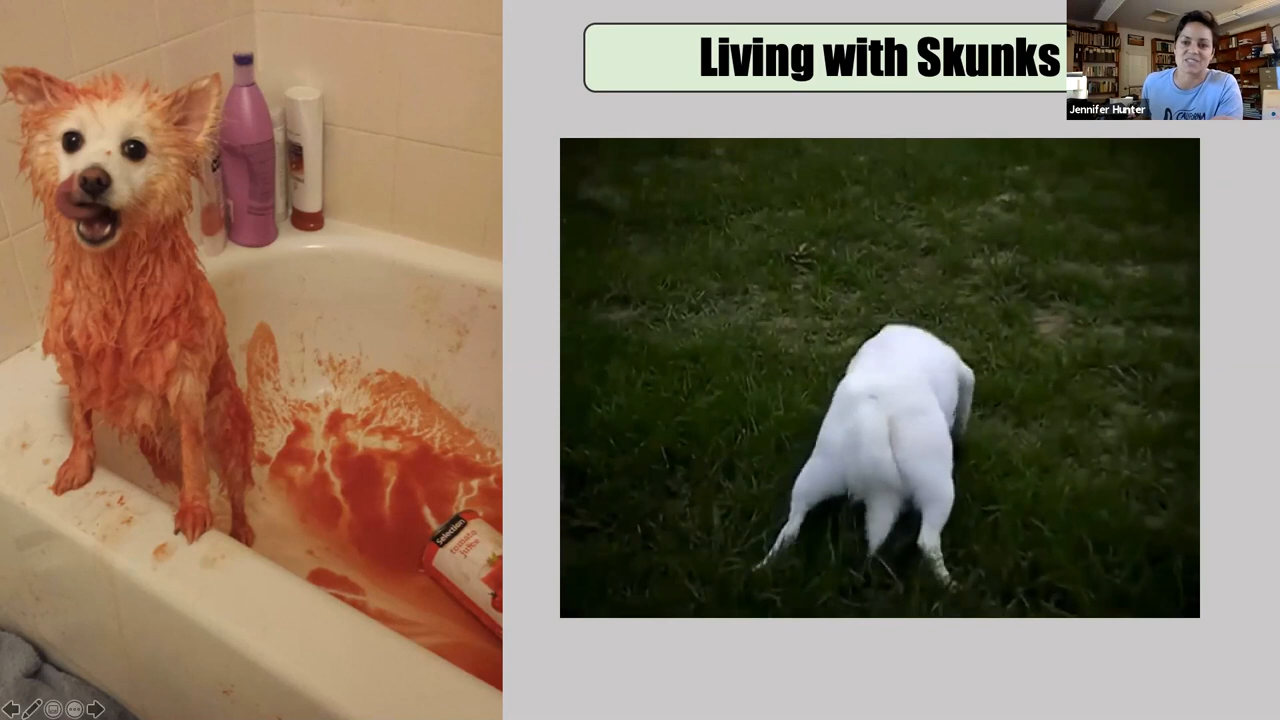 Living with Skunks
Jennifer Hunter
Selection
tomato
juice